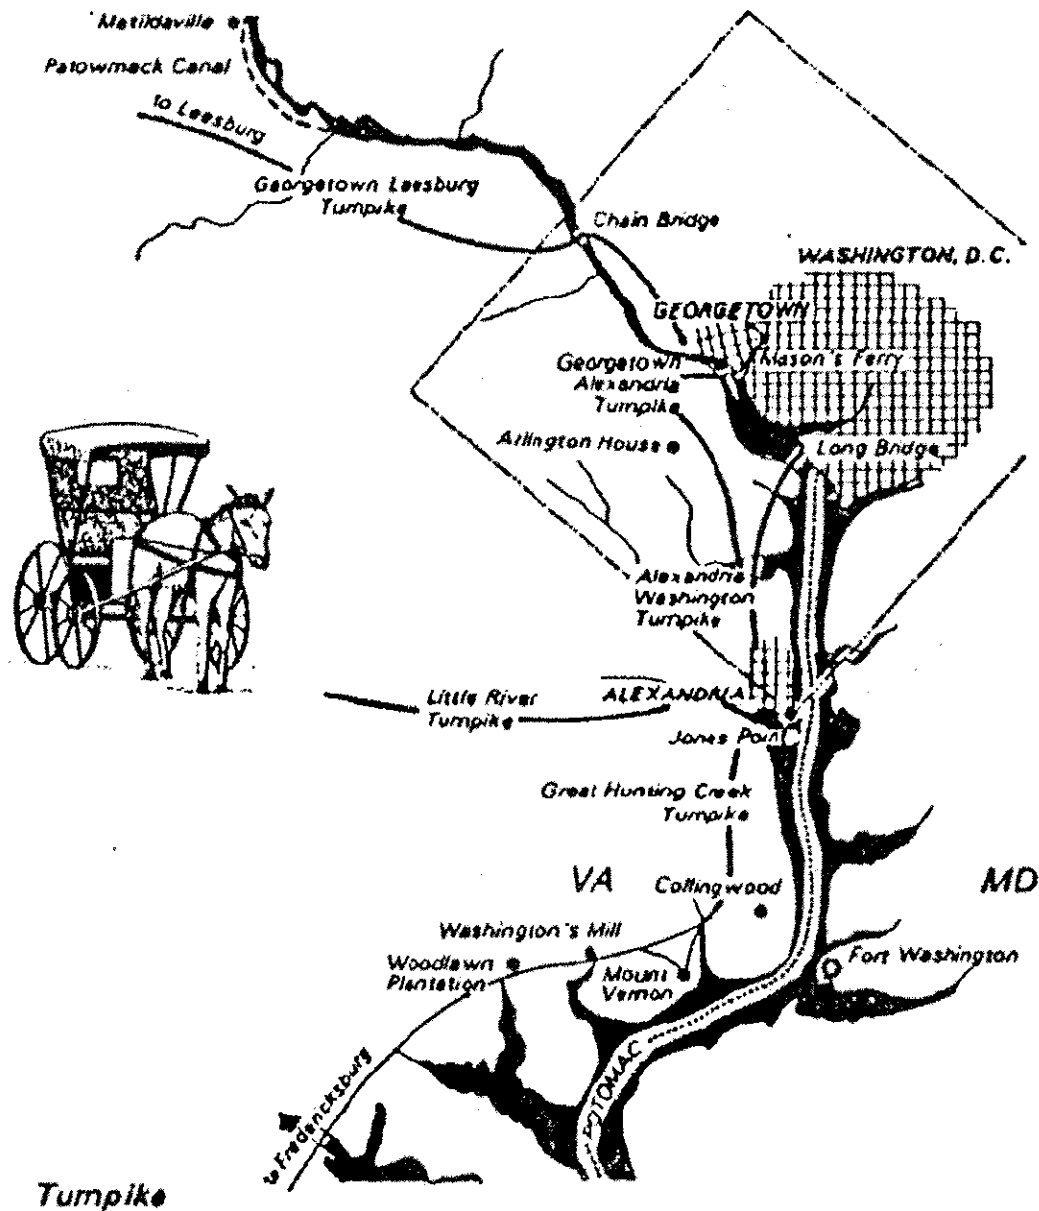 Matildaville
Patowmack Canal
to Leesburg
Georgetown Leesburg
Turnpike
Chain Bridge
WASHINGTON, D.C.
GEORGETOWN
Mason's Ferry
Georgetown
Alexandria
Turnpike
Arlington House
Long Bridge
Alexandria
Washington
Turnpike
Little River
Turnpike
ALEXANDRIA
Jones Poin
Great Hunting Creek
Turnpike
VA
MD
Collingwood
Washington's Mill
Woodlawn
Plantation
Mount
Vernon
Fort Washington
POTOMAC
to Fredericksburg
Turnpike